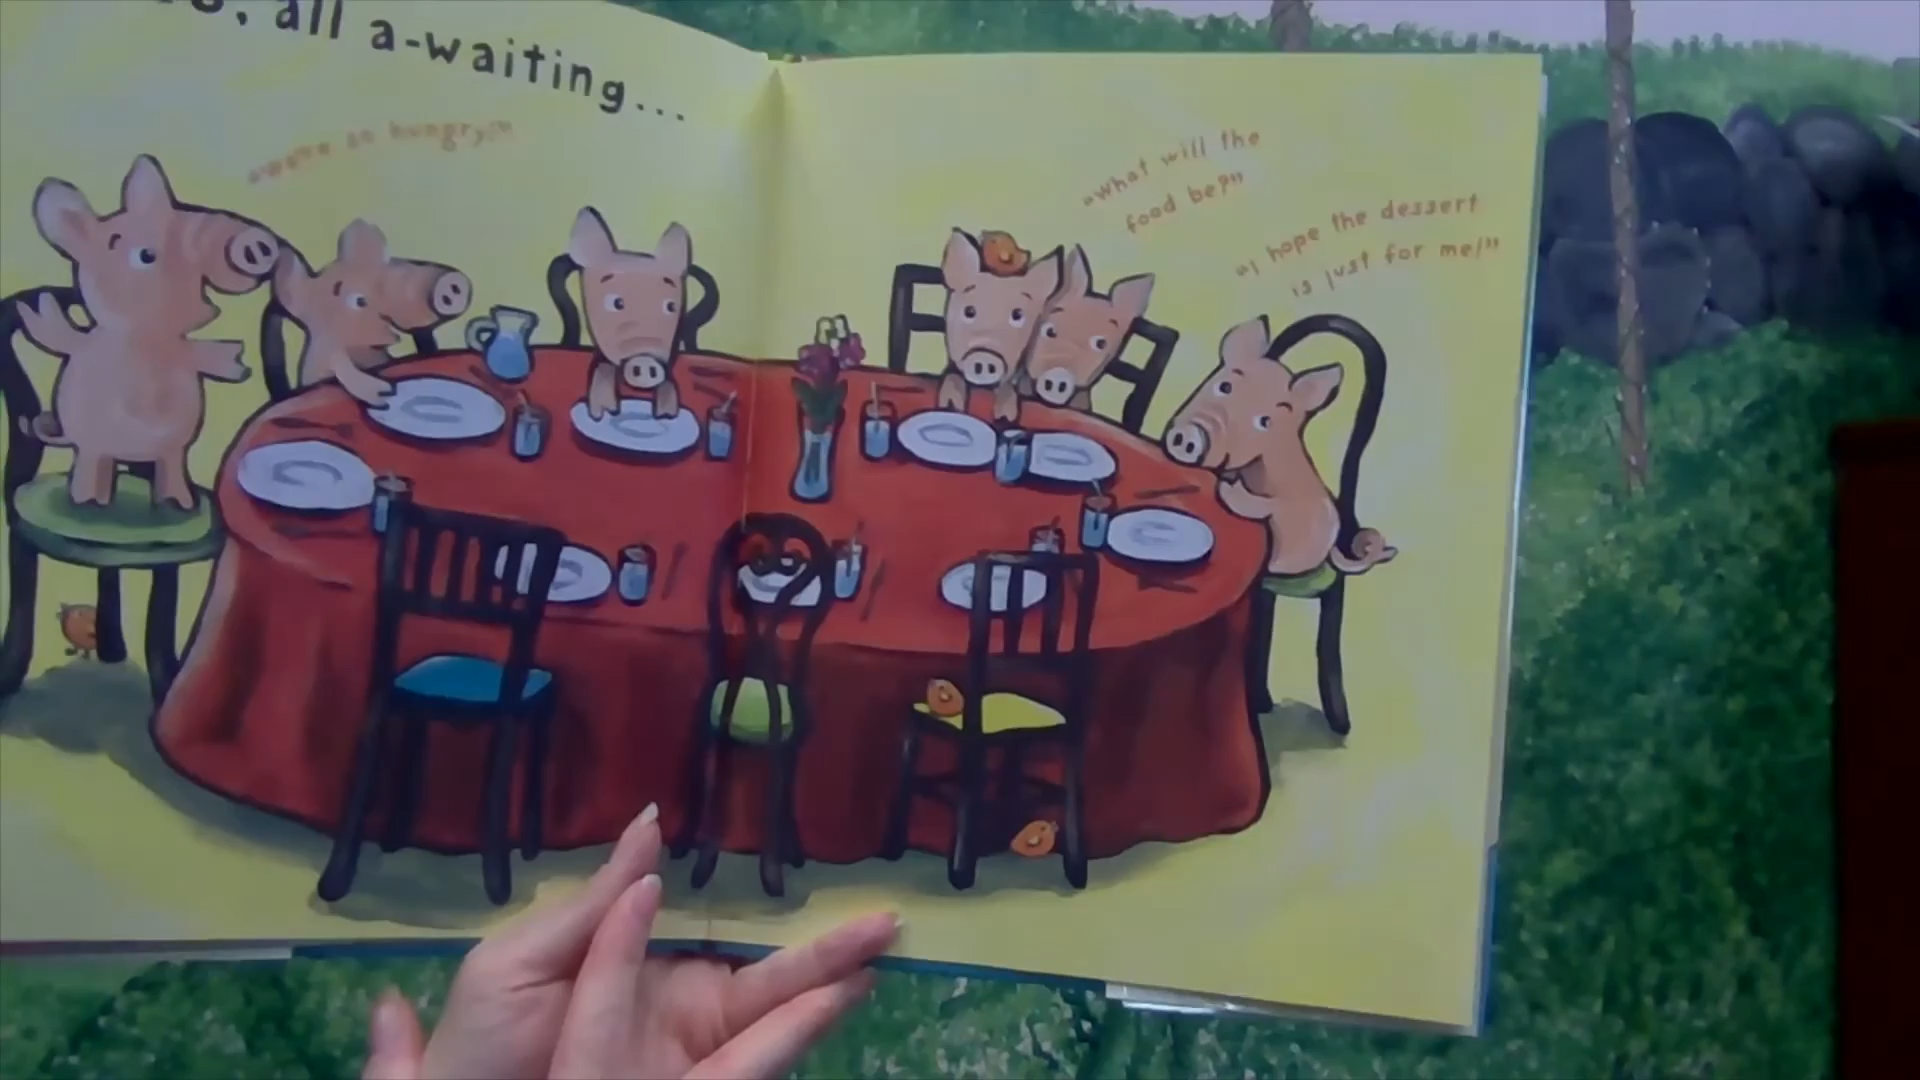 all a-waiting...
"We're so hungry!"
"What will the
food be?"
"I hope the dessert
is just for me!"